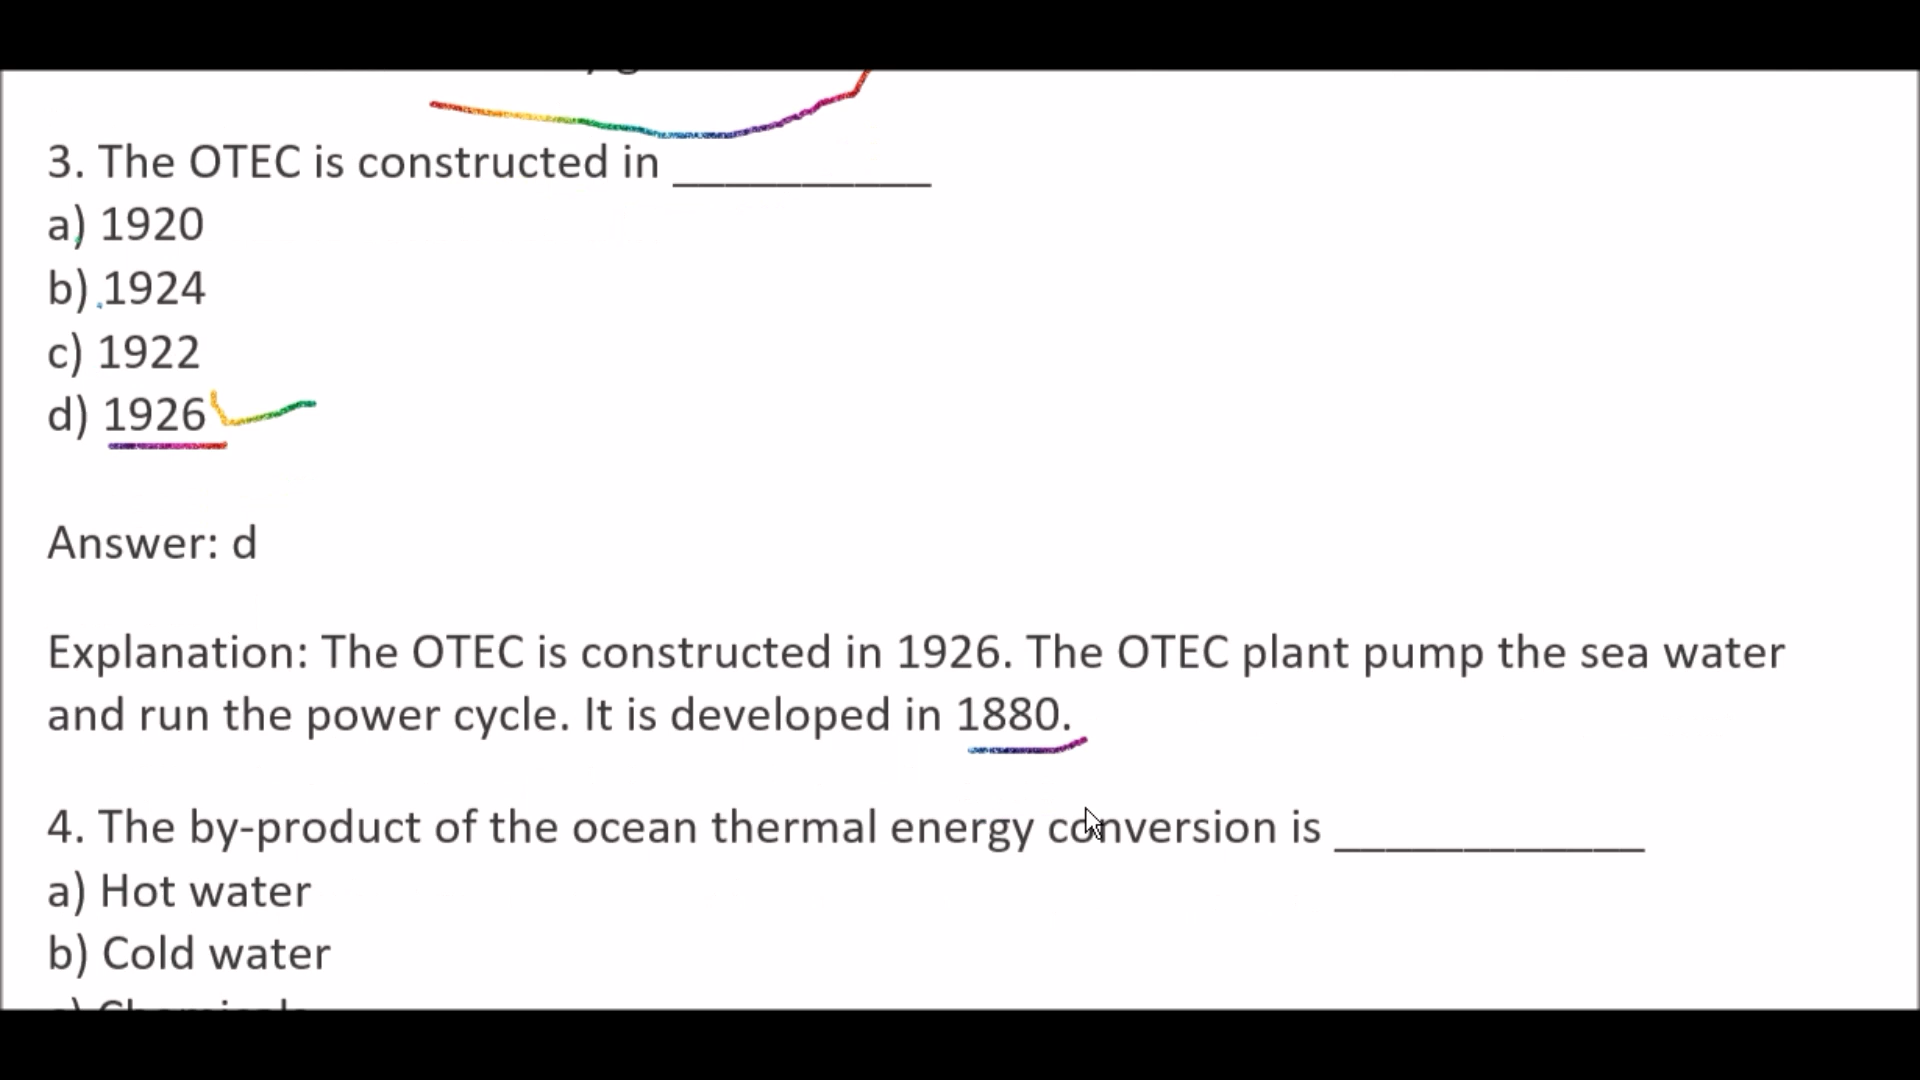 3. The OTEC is constructed in __________
a) 1920
b) 1924
c) 1922
d) 1926
Answer: d
Explanation: The OTEC is constructed in 1926. The OTEC plant pump the sea water
and run the power cycle. It is developed in 1880.
4. The by-product of the ocean thermal energy conversion is ____________
a) Hot water
b) Cold water